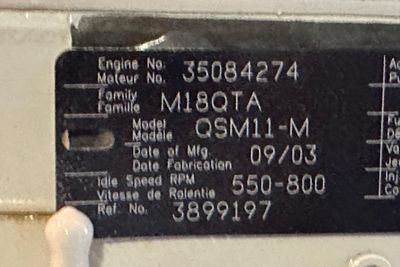 Engine No. 35084274
Moteur No.
Family M18QTA
Famille
Model QSM11-M
Modèle
Date of Mfg. 09/03
Date Fabrication
Idle Speed RPM 550-800
Vitesse de Ralentie
Ref. No. 3899197